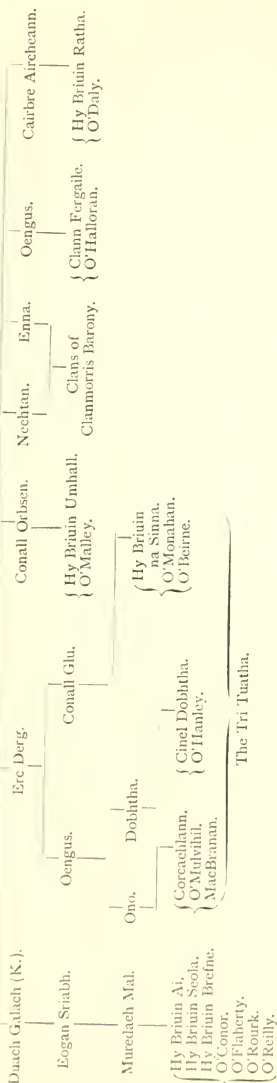 Duach Galach (K.).
Erc Derg.
Conall Orbsen.
Nechtan.
Enna.
Oengus.
Cairbre Aircheann.
Eogan Sriabh.
Oengus.
Conall Glu.
Hy Briuin Umhall.
O'Malley.
Clans of
Clanmorris Barony.
Clann Fergaile.
O'Halloran.
Hy Briuin Ratha.
O'Daly.
Muredach Mal.
Ono.
Dobhtha.
Hy Briuin
na Sinna.
O'Monahan.
O'Beirne.
Hy Briuin Ai.
Hy Briuin Seola.
Hy Briuin Brefne.
O'Conor.
O'Flaherty.
O'Rourk.
O'Reilly.
Corcachlann.
O'Mulvihil.
MacBranan.
Cinel Dobhtha.
O'Hanley.
The Tri Tuatha.